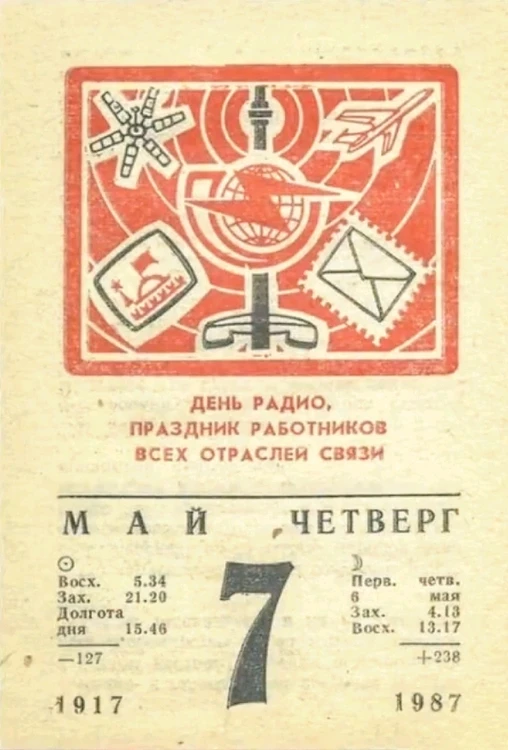 ДЕНЬ РАДИО,
ПРАЗДНИК РАБОТНИКОВ
ВСЕХ ОТРАСЛЕЙ СВЯЗИ
МАЙ ЧЕТВЕРГ
Восх. 5.34
Зах. 21.20
Долгота
дня 15.46
—127
7
Перв. четв.
6 мая
Зах. 4.13
Восх. 13.17
+238
1917 1987